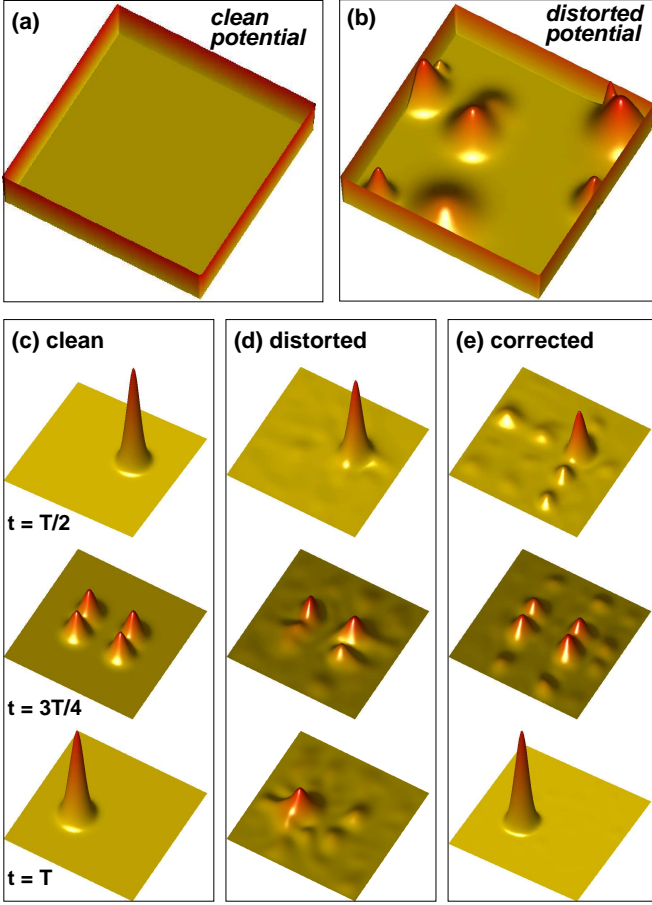 (a)
clean
potential
(b)
distorted
potential
(c) clean
(d) distorted
(e) corrected
t = T/2
t = 3T/4
t = T